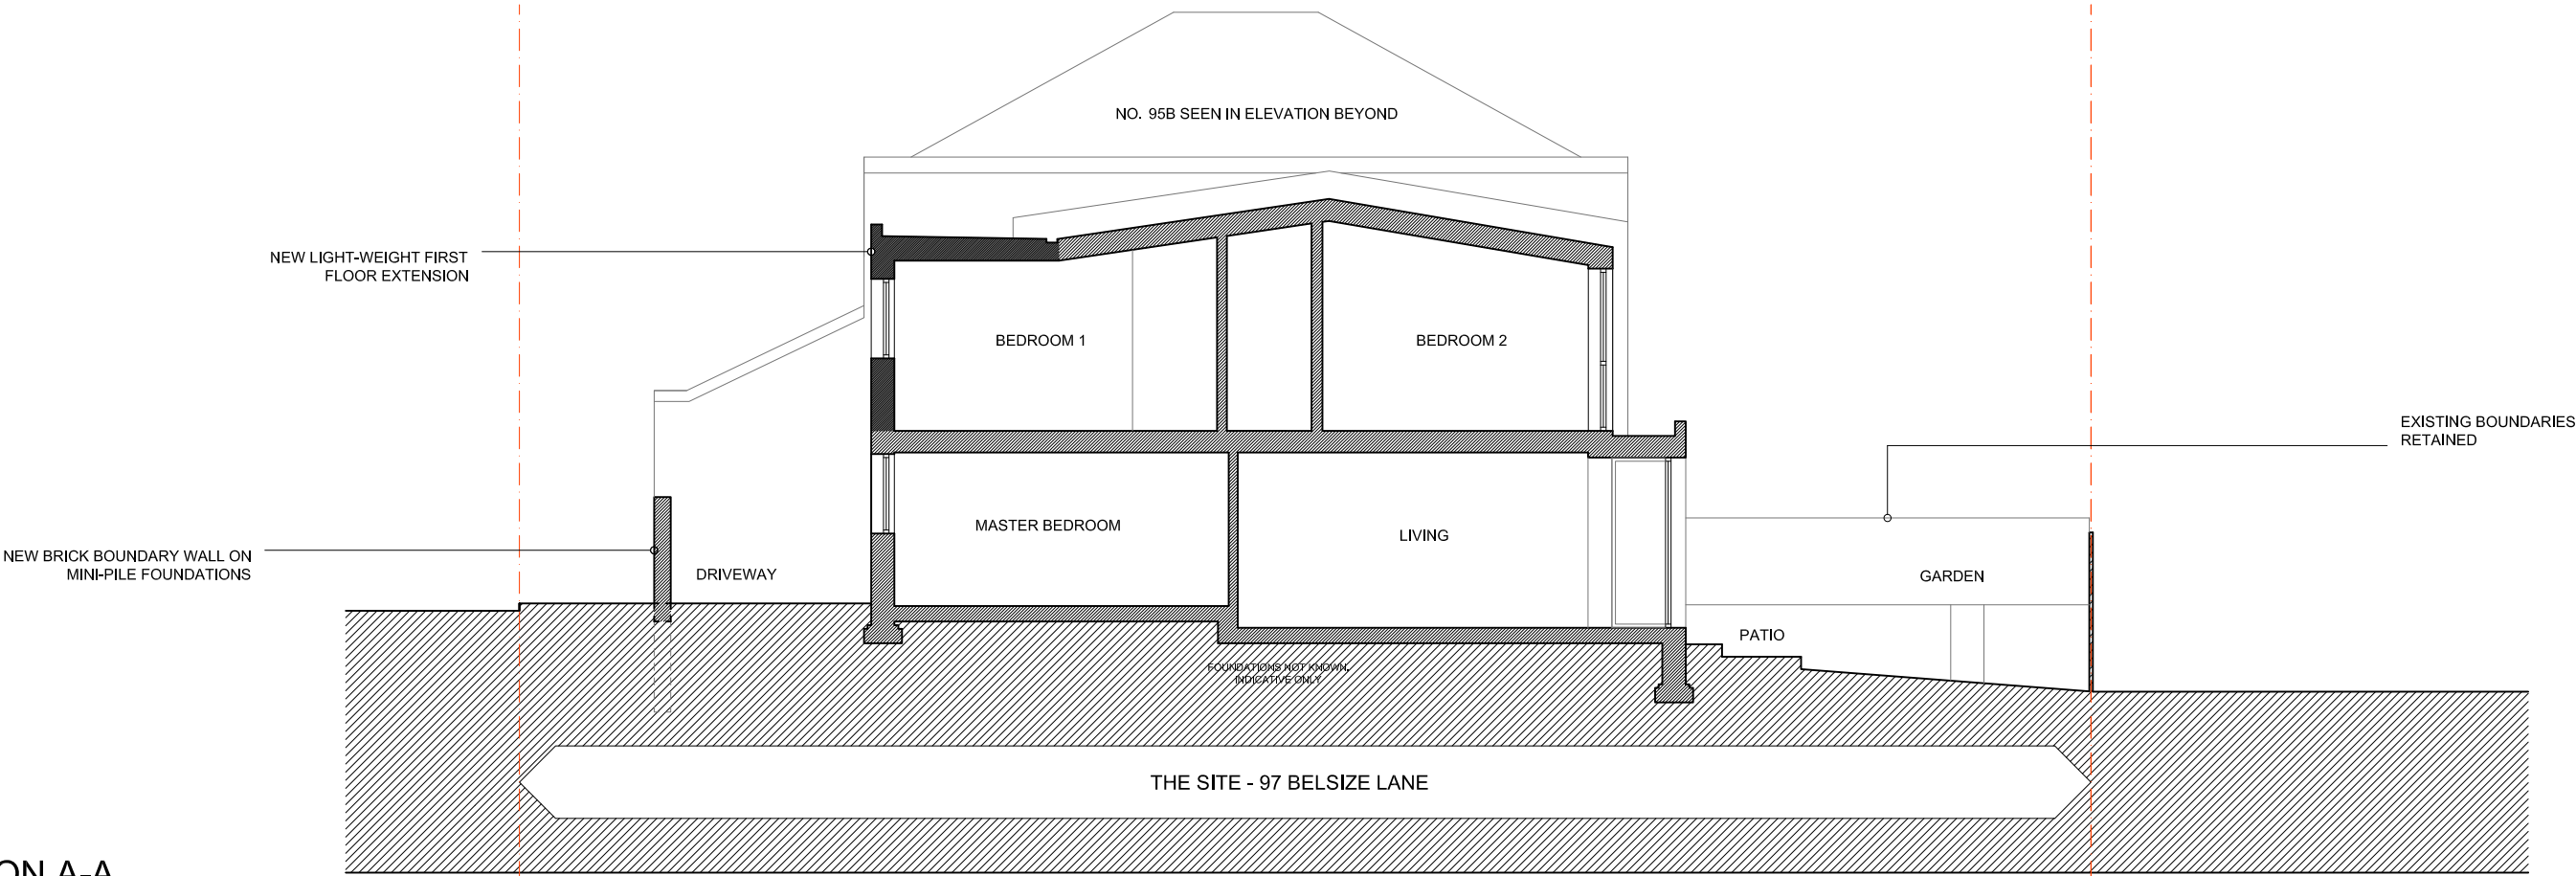 NO. 95B SEEN IN ELEVATION BEYOND
NEW LIGHT-WEIGHT FIRST
FLOOR EXTENSION
BEDROOM 1
BEDROOM 2
EXISTING BOUNDARIES
RETAINED
MASTER BEDROOM
LIVING
NEW BRICK BOUNDARY WALL ON
MINI-PILE FOUNDATIONS
DRIVEWAY
GARDEN
PATIO
FOUNDATIONS NOT KNOWN,
INDICATIVE ONLY
THE SITE - 97 BELSIZE LANE
ON A-A